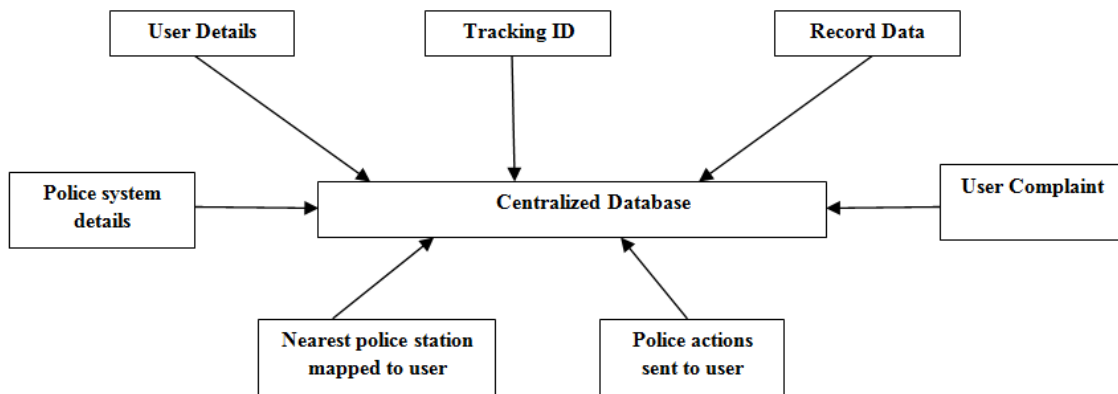 User Details
Tracking ID
Record Data
Police system
details
Centralized Database
User Complaint
Nearest police station
mapped to user
Police actions
sent to user